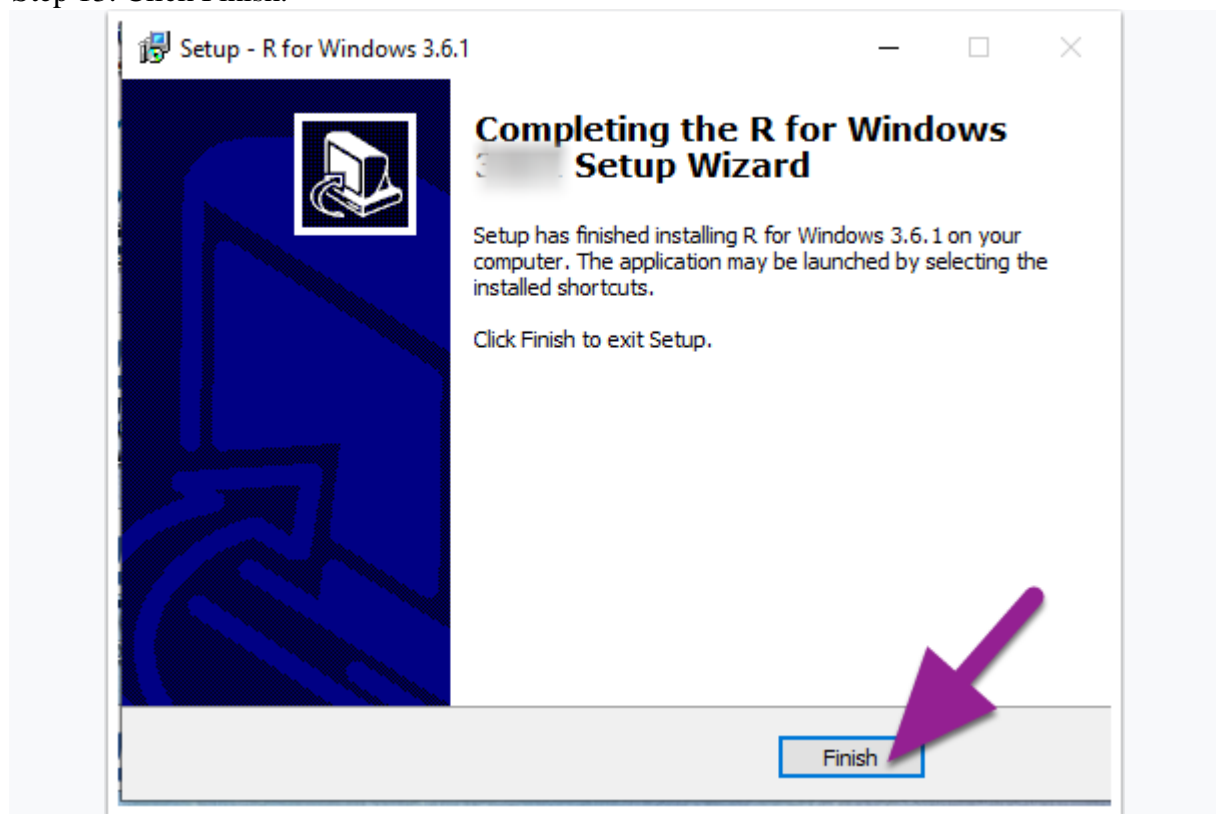 Setup - R for Windows 3.6.1
Completing the R for Windows
Setup Wizard
Setup has finished installing R for Windows 3.6.1 on your
computer. The application may be launched by selecting the
installed shortcuts.
Click Finish to exit Setup.
Finish